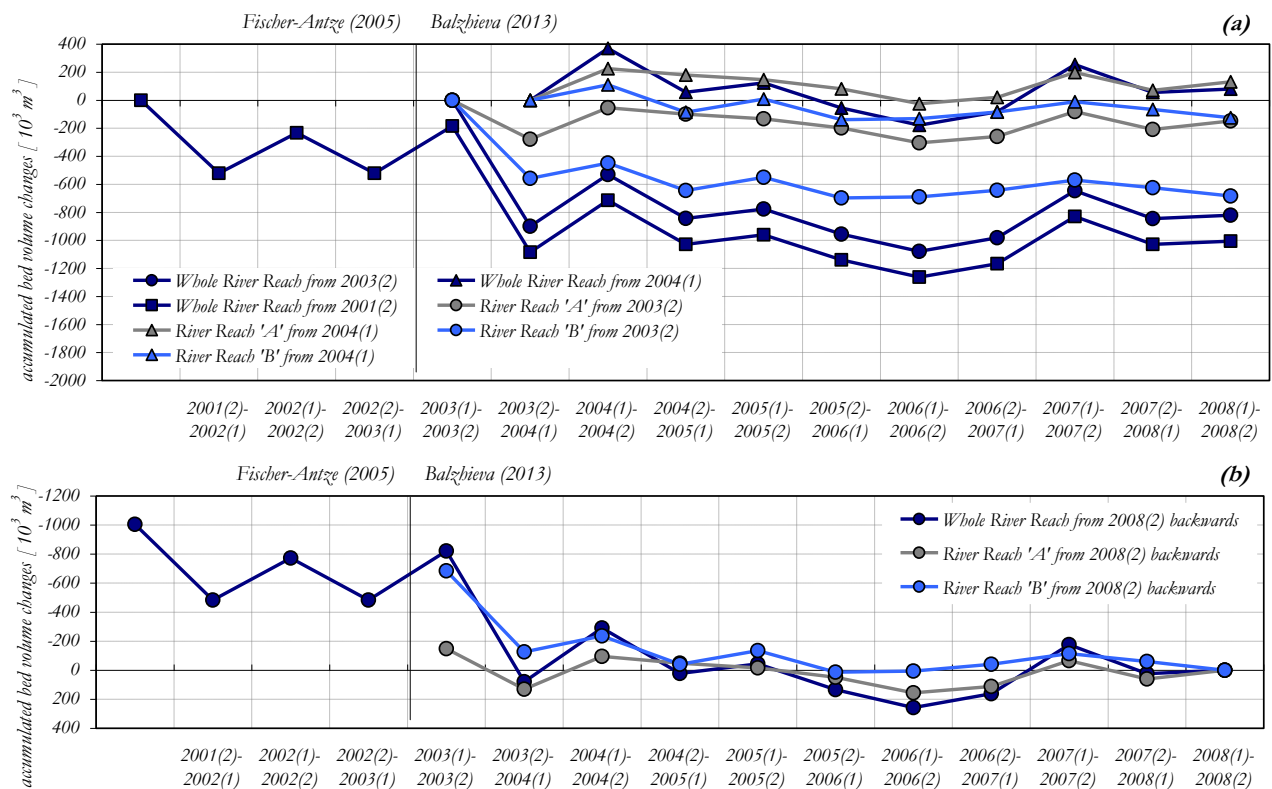 Fischer-Antze (2005) Balzhieva (2013) (a)
accumulated bed volume changes [ 10³ m³ ]
400
200
0
-200
-400
-600
-800
-1000
-1200
-1400
-1600
-1800
-2000
Whole River Reach from 2003(2)
Whole River Reach from 2001(2)
River Reach 'A' from 2004(1)
River Reach 'B' from 2004(1)
Whole River Reach from 2004(1)
River Reach 'A' from 2003(2)
River Reach 'B' from 2003(2)
2001(2)- 2002(1)- 2002(2)- 2003(1)- 2003(2)- 2004(1)- 2004(2)- 2005(1)- 2005(2)- 2006(1)- 2006(2)- 2007(1)- 2007(2)- 2008(1)-
2002(1) 2002(2) 2003(1) 2003(2) 2004(1) 2004(2) 2005(1) 2005(2) 2006(1) 2006(2) 2007(1) 2007(2) 2008(1) 2008(2)
Fischer-Antze (2005) Balzhieva (2013) (b)
accumulated bed volume changes [ 10³ m³ ]
-1200
-1000
-800
-600
-400
-200
0
200
400
Whole River Reach from 2008(2) backwards
River Reach 'A' from 2008(2) backwards
River Reach 'B' from 2008(2) backwards
2001(2)- 2002(1)- 2002(2)- 2003(1)- 2003(2)- 2004(1)- 2004(2)- 2005(1)- 2005(2)- 2006(1)- 2006(2)- 2007(1)- 2007(2)- 2008(1)-
2002(1) 2002(2) 2003(1) 2003(2) 2004(1) 2004(2) 2005(1) 2005(2) 2006(1) 2006(2) 2007(1) 2007(2) 2008(1) 2008(2)